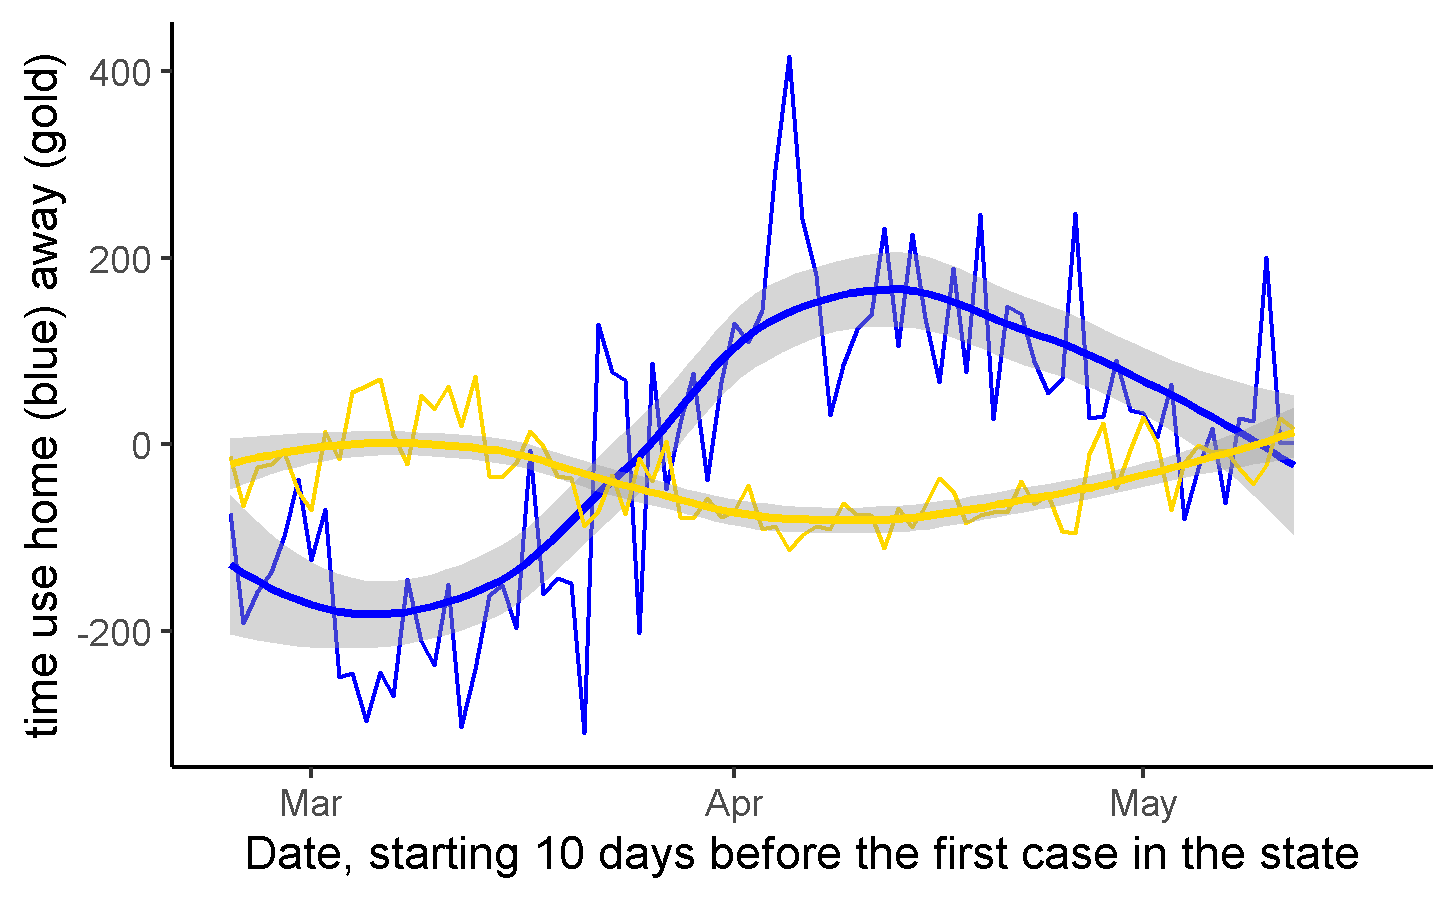 time use home (blue) away (gold)
400
200
0
-200
Mar
Apr
May
Date, starting 10 days before the first case in the state